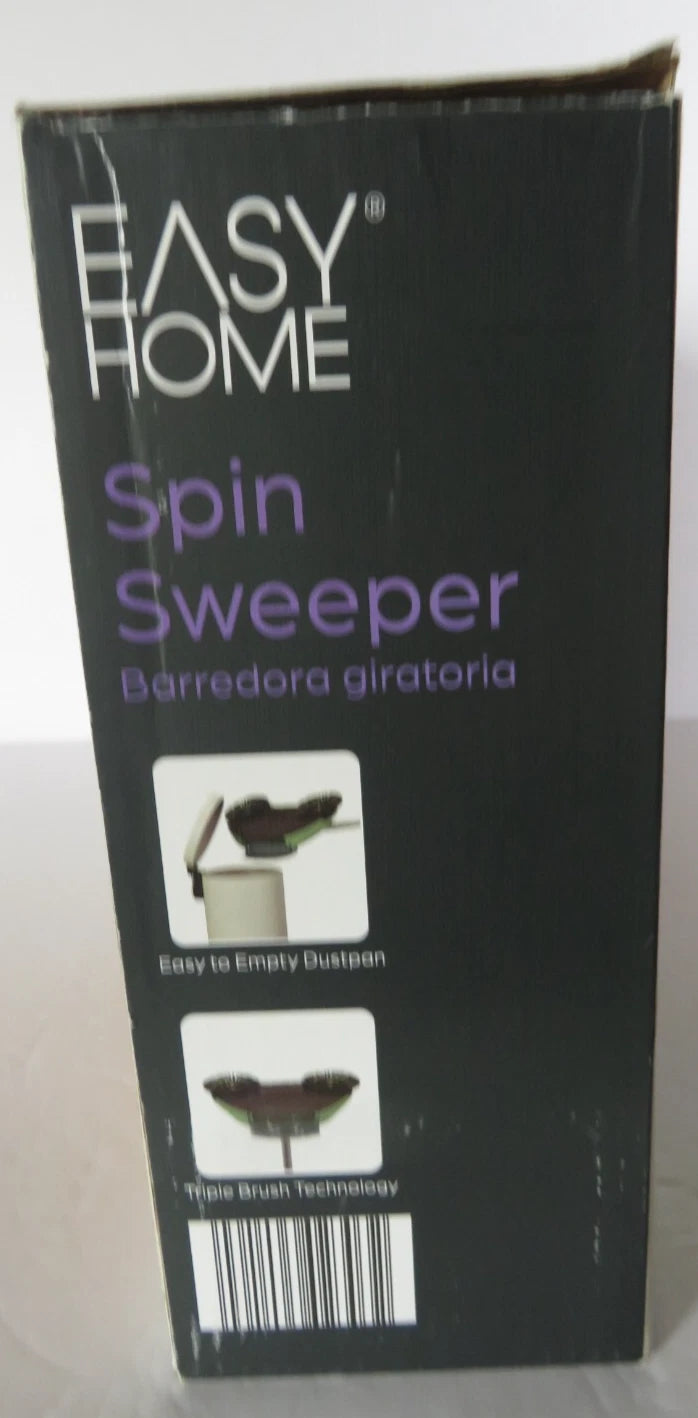 EASY®
HOME
Spin
Sweeper
Barredora giratoria
Easy to Empty Dustpan
Triple Brush Technology